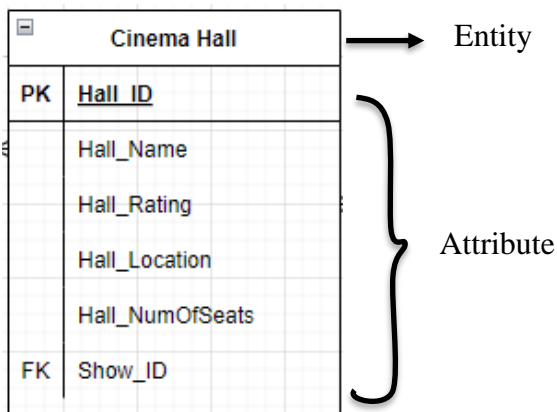 Cinema Hall
Entity
PK Hall_ID
Hall_Name
Hall_Rating
Hall_Location
Attribute
Hall_NumOfSeats
FK Show_ID